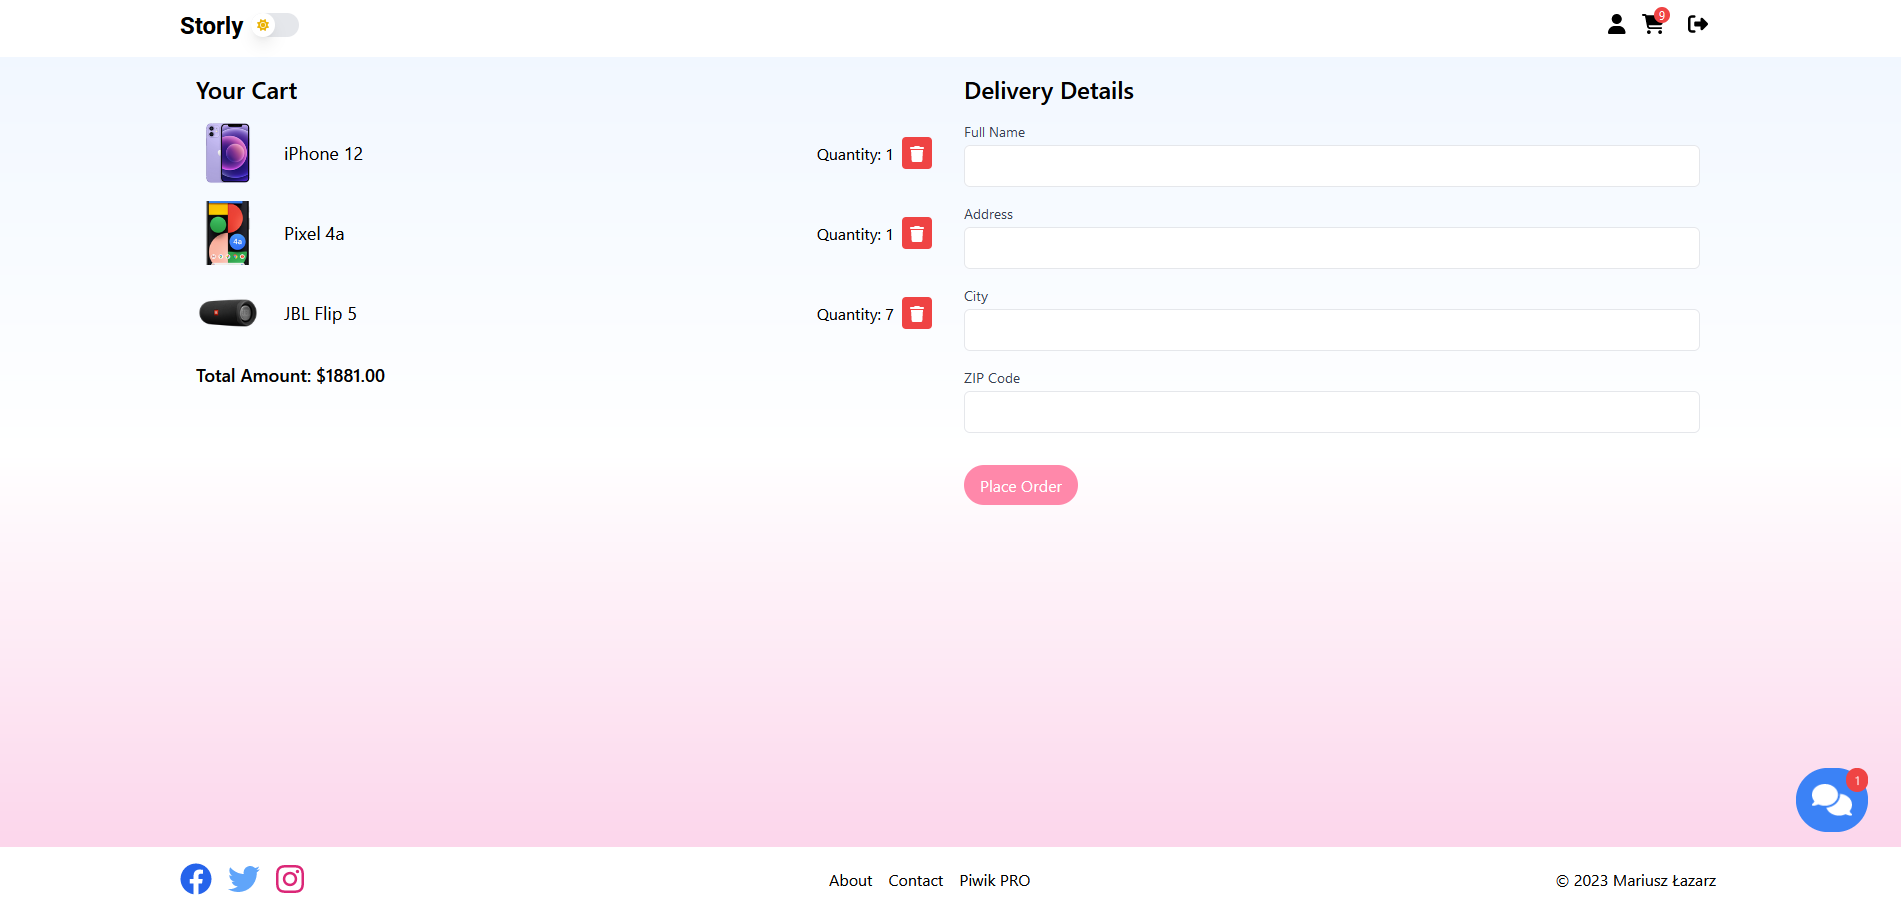 Storly
9
Your Cart
iPhone 12
Quantity: 1
Pixel 4a
4a
Quantity: 1
JBL Flip 5
Quantity: 7
Total Amount: $1881.00
Delivery Details
Full Name
Address
City
ZIP Code
Place Order
1
About
Contact
Piwik PRO
© 2023 Mariusz Łazarz